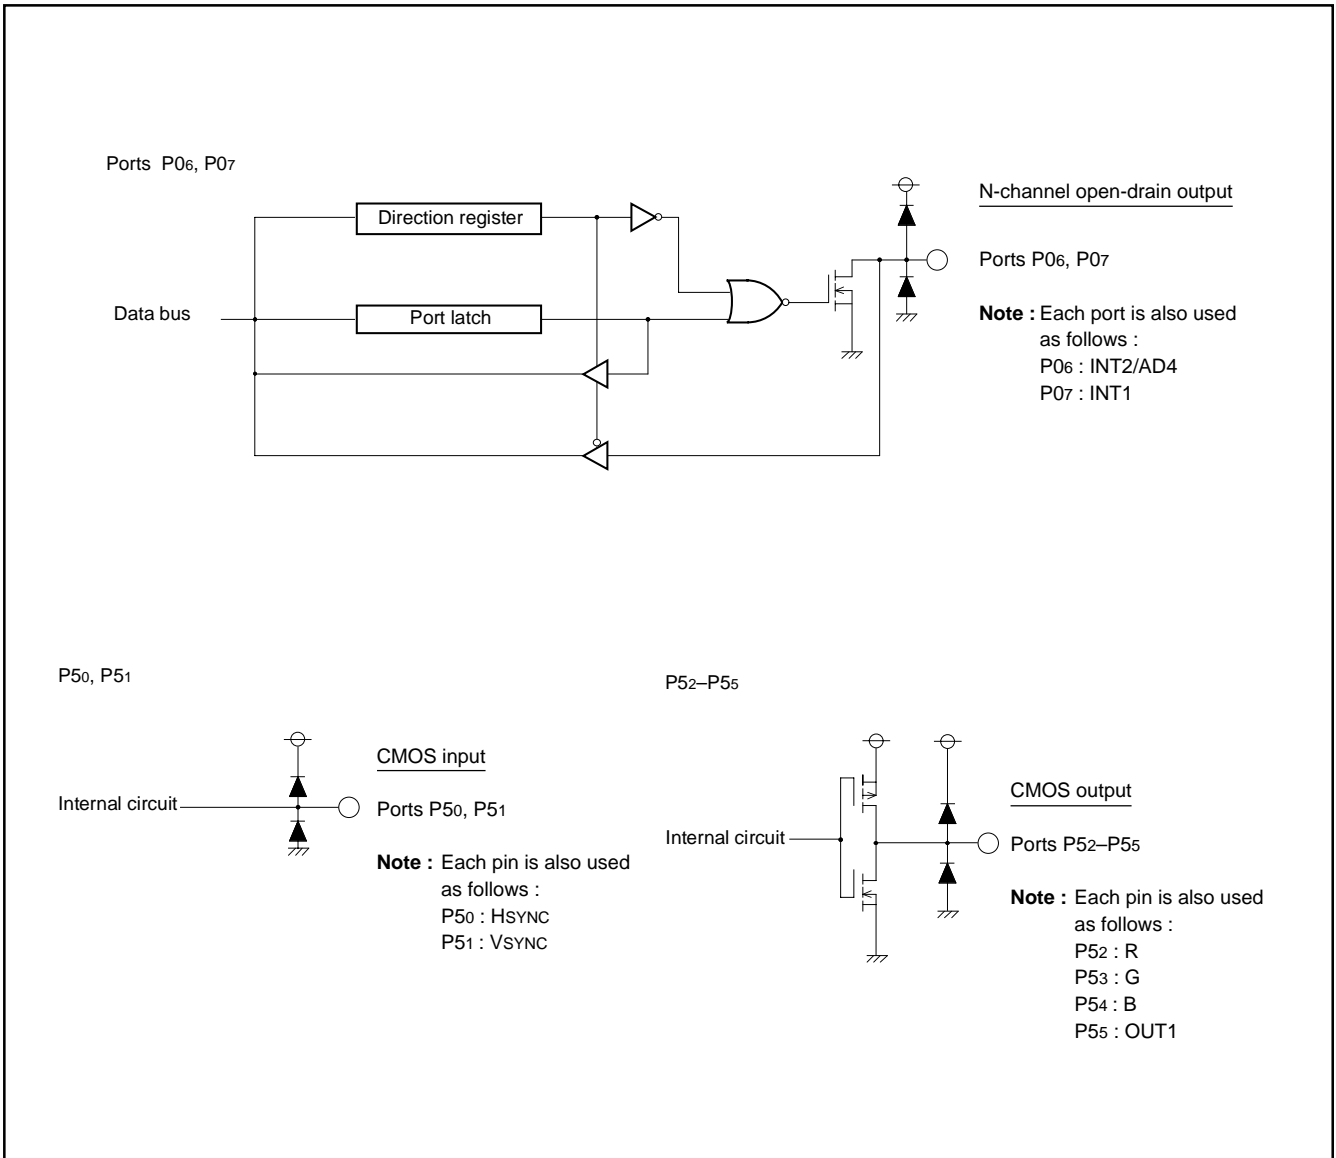 Ports P06, P07
Direction register
N-channel open-drain output
Ports P06, P07
Data bus
Port latch
Note : Each port is also used
as follows :
P06 : INT2/AD4
P07 : INT1
P50, P51
CMOS input
Internal circuit
Ports P50, P51
Note : Each pin is also used
as follows :
P50 : HSYNC
P51 : VSYNC
P52–P55
CMOS output
Internal circuit
Ports P52–P55
Note : Each pin is also used
as follows :
P52 : R
P53 : G
P54 : B
P55 : OUT1